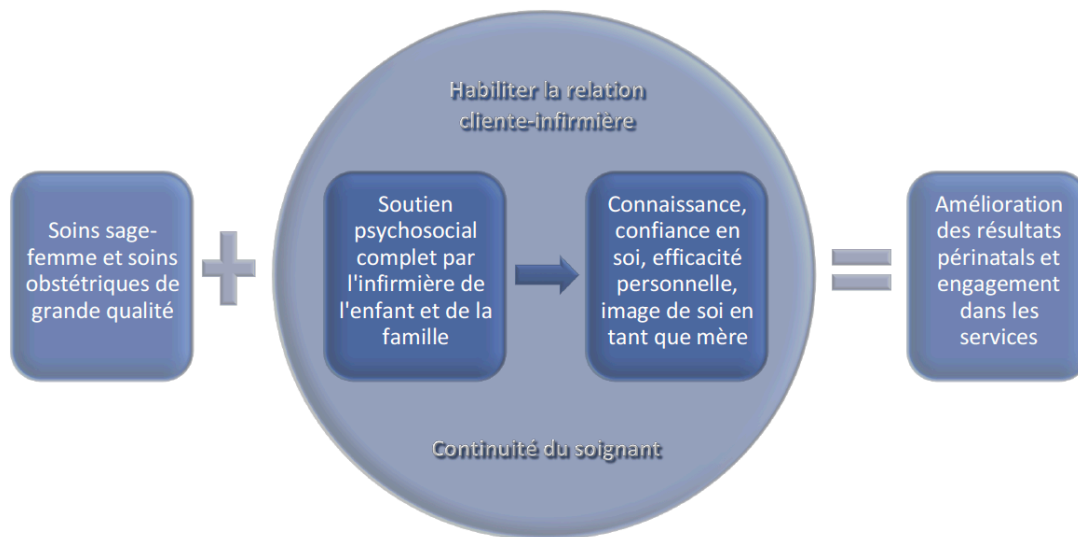 Habiliter la relation
cliente-infirmière
Soins sage-
femme et soins
obstétriques de
grande qualité
+
Soutien
psychosocial
complet par
l'infirmière de
l'enfant et de la
famille
Connaissance,
confiance en
soi, efficacité
personnelle,
image de soi en
tant que mère
=
Amélioration
des résultats
périnatals et
engagement
dans les
services
Continuité du soignant